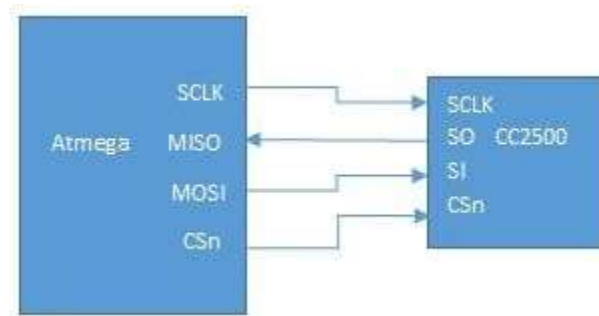 SCLK
Atmega MISO
MOSI
CSn
SCLK
SO CC2500
SI
CSn